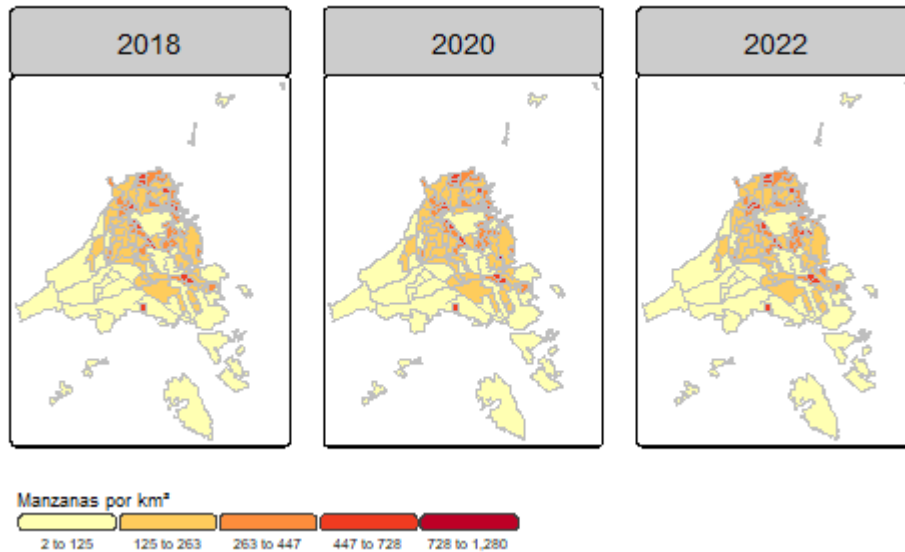 2018
2020
2022
Manzanas por km²
2 to 125
125 to 263
263 to 447
447 to 728
728 to 1,280